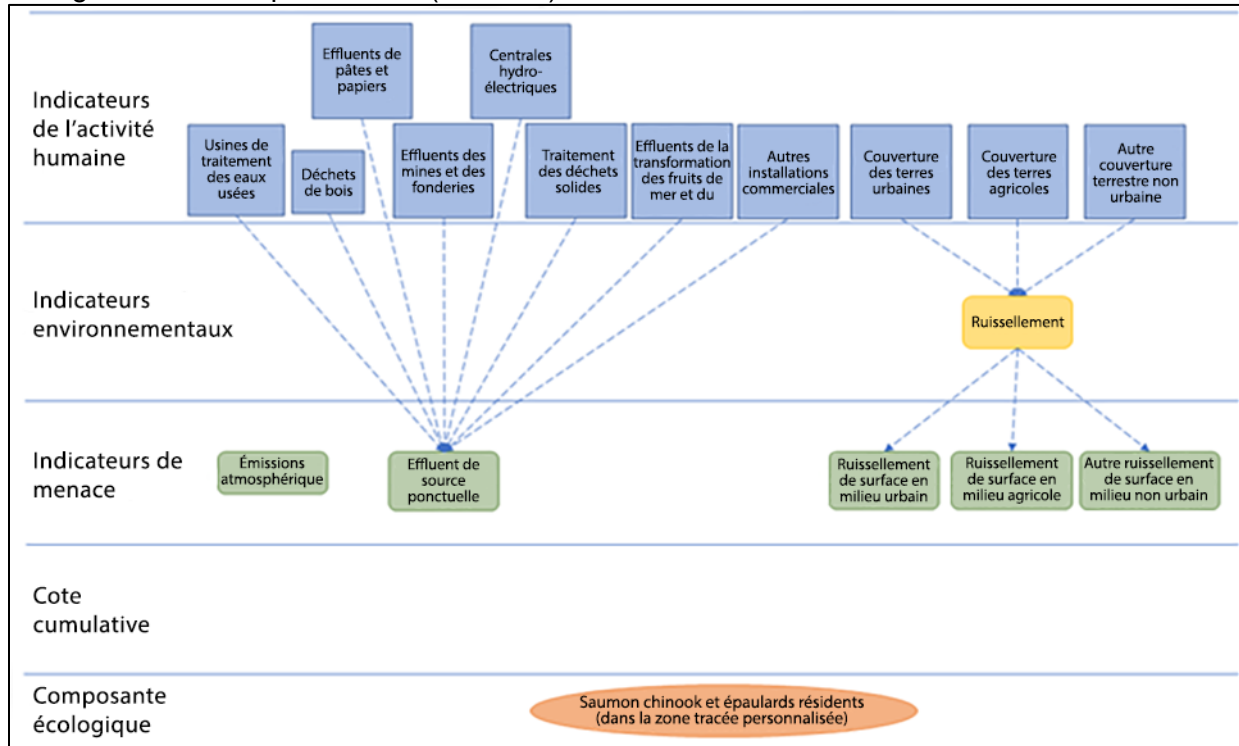 Indicateurs
de l'activité
humaine
Effluents de
pâtes et
papiers
Centrales
hydro-
électriques
Usines de
traitement
des eaux
usées
Déchets
de bois
Effluents des
mines et des
fonderies
Traitement
des déchets
solides
Effluents de la
transformation
des fruits de
mer et du
Autres
installations
commerciales
Couverture
des terres
urbaines
Couverture
des terres
agricoles
Autre
couverture
terrestre non
urbaine
Indicateurs
environnementaux
Ruissellement
Indicateurs de
menace
Émissions
atmosphérique
Effluent de
source
ponctuelle
Ruissellement
de surface en
milieu urbain
Ruissellement
de surface en
milieu agricole
Autre ruissellement
de surface en
milieu non urbain
Cote
cumulative
Composante
écologique
Saumon chinook et épaulards résidents
(dans la zone tracée personnalisée)